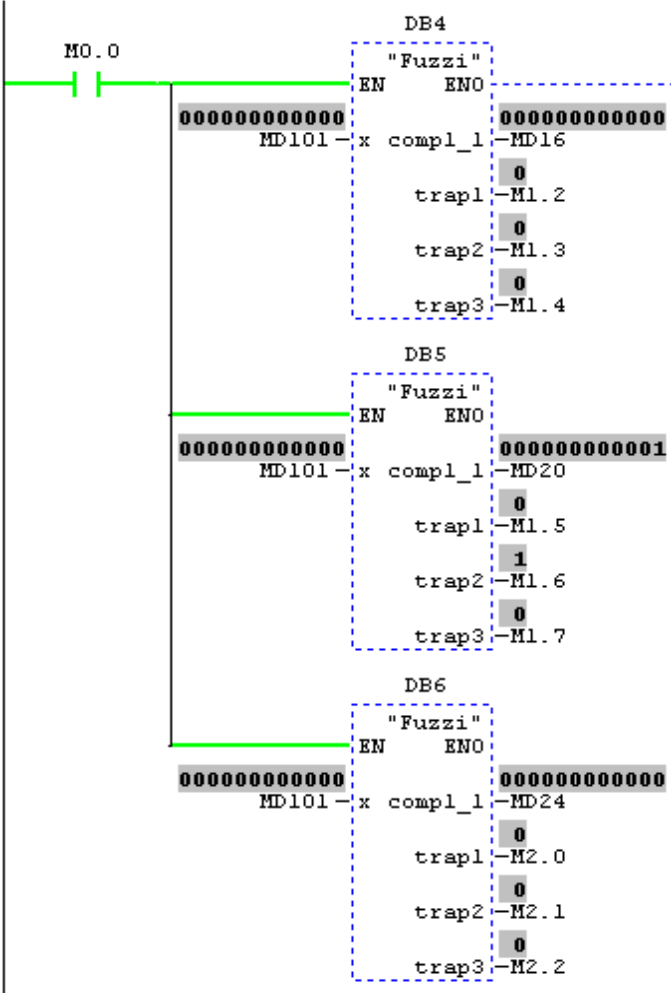 DB4
M0.0
"Fuzzi"
EN ENO
000000000000 000000000000
MD101 x compl_1 MD16
0
trap1 M1.2
0
trap2 M1.3
0
trap3 M1.4
DB5
"Fuzzi"
EN ENO
000000000000 000000000001
MD101 x compl_1 MD20
0
trap1 M1.5
1
trap2 M1.6
0
trap3 M1.7
DB6
"Fuzzi"
EN ENO
000000000000 000000000000
MD101 x compl_1 MD24
0
trap1 M2.0
0
trap2 M2.1
0
trap3 M2.2